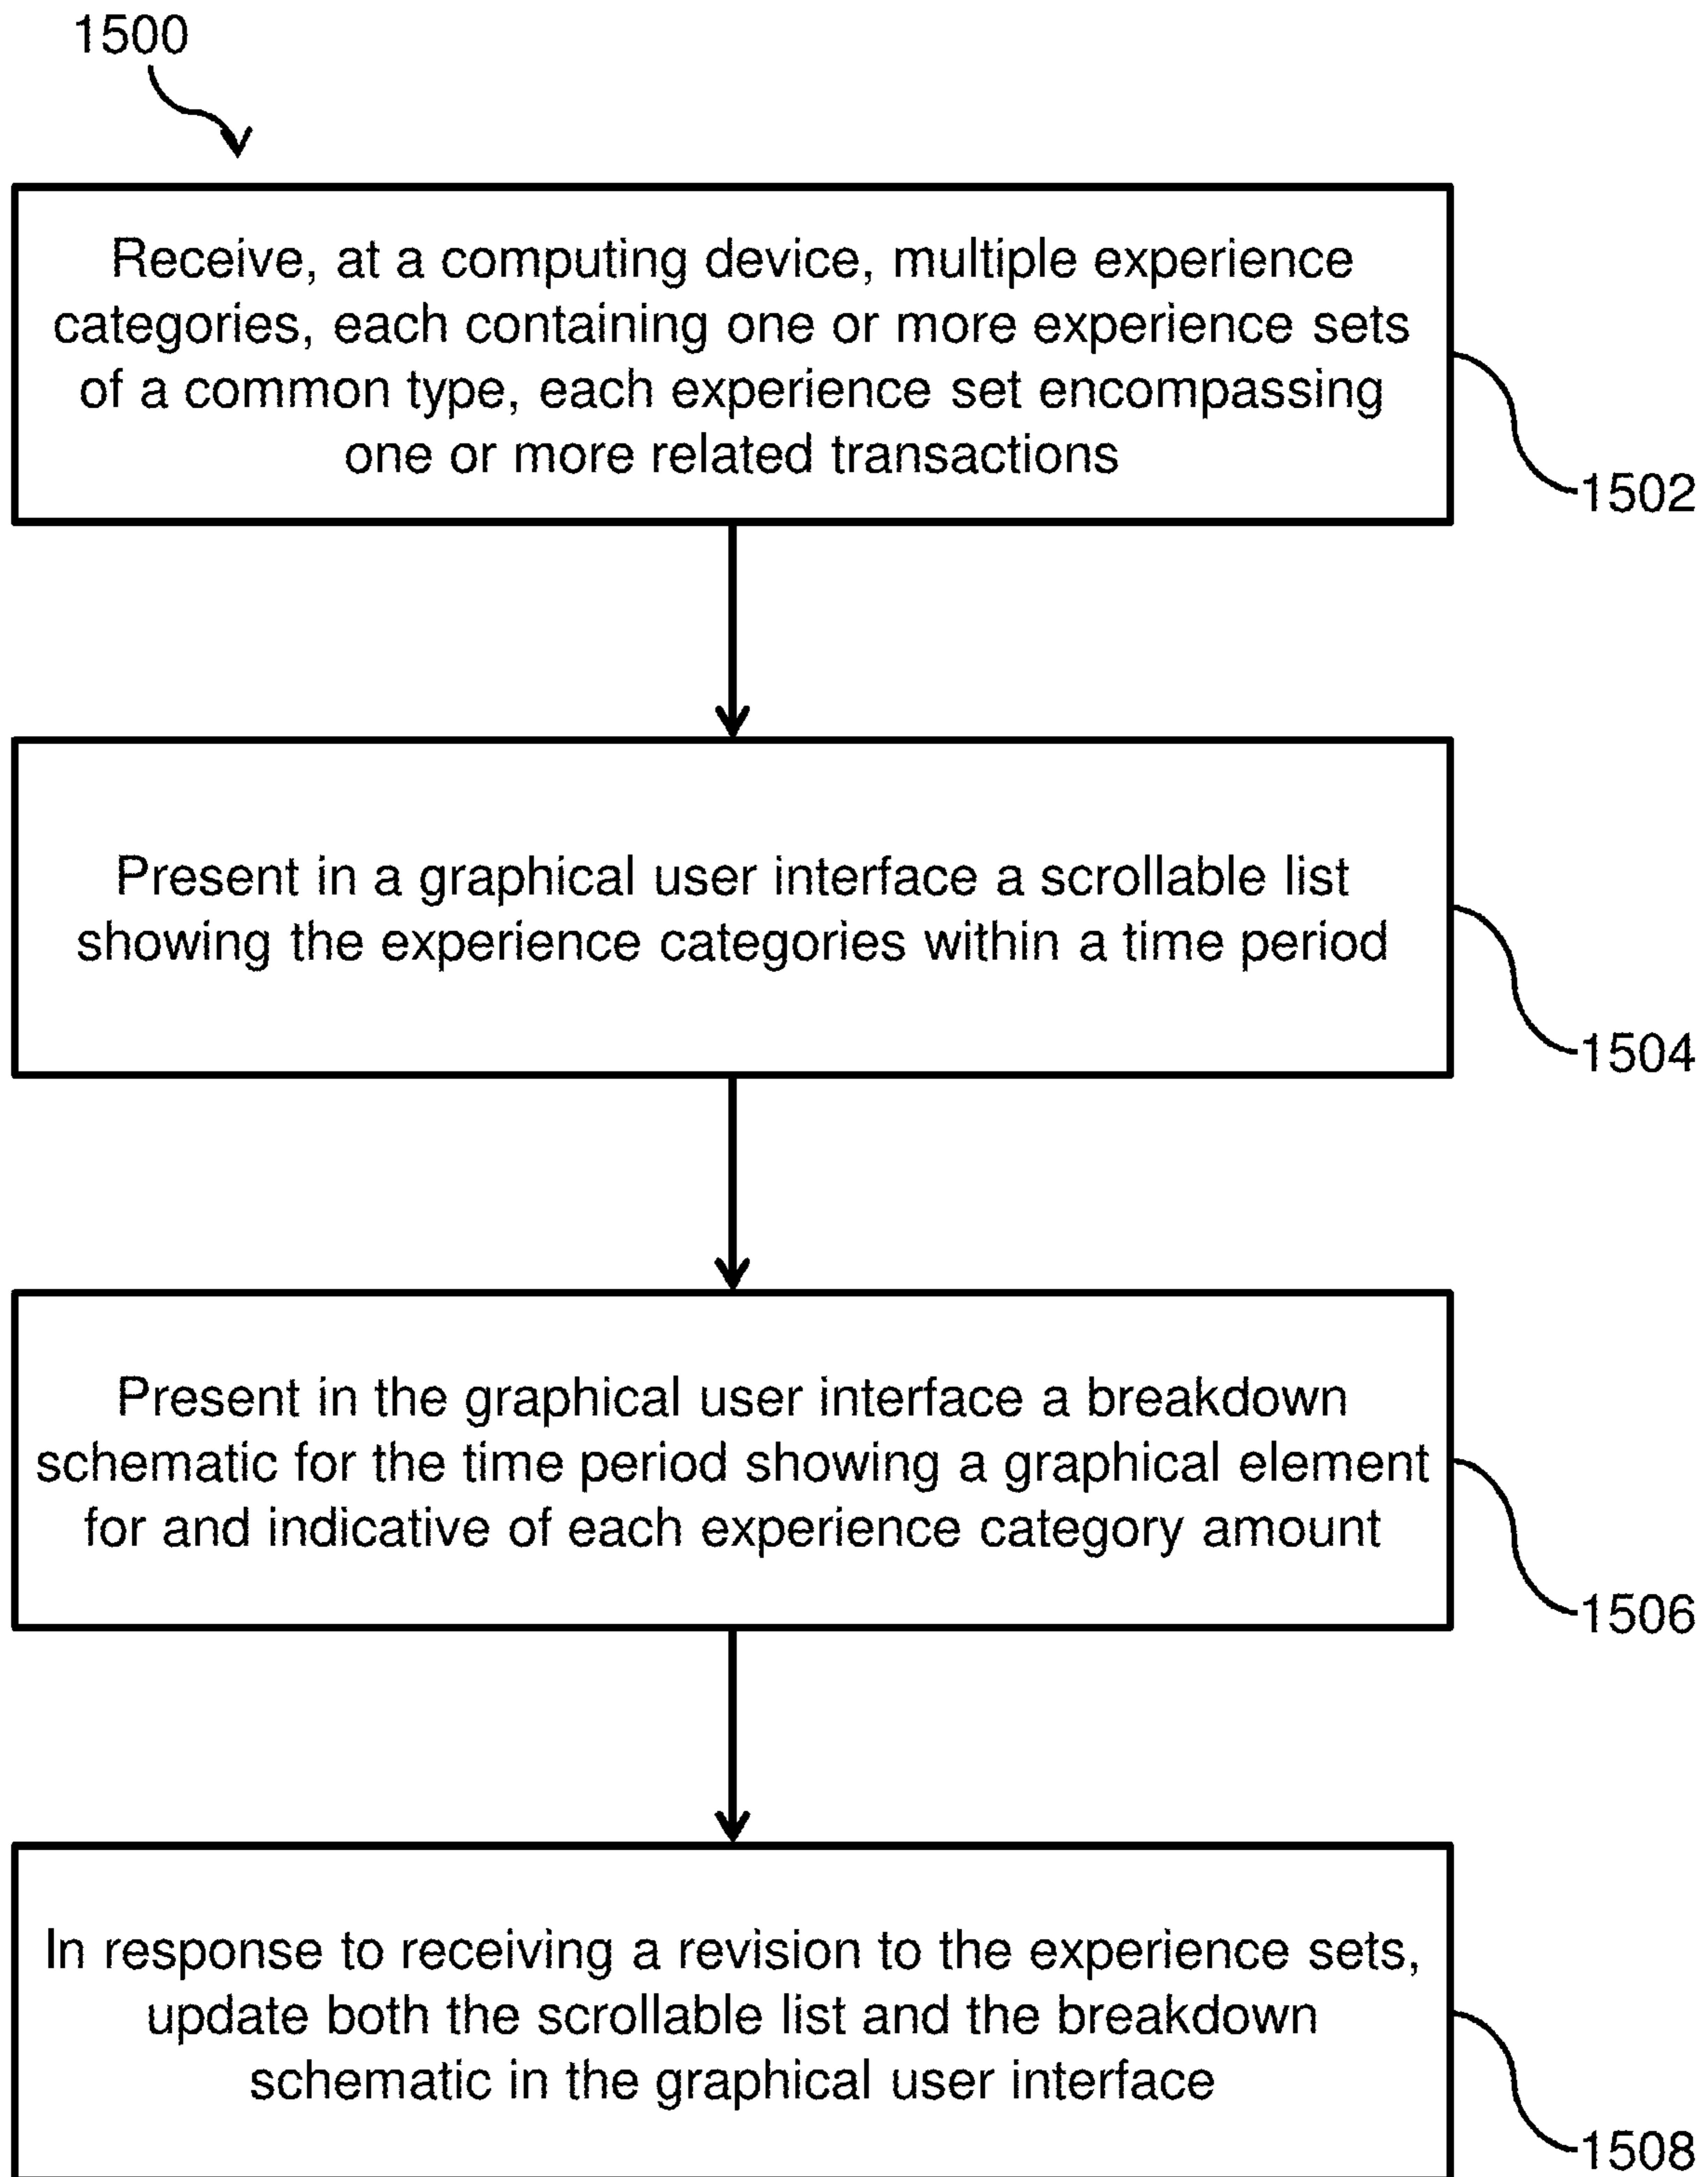 1500
Receive, at a computing device, multiple experience
categories, each containing one or more experience sets
of a common type, each experience set encompassing
one or more related transactions
1502
Present in a graphical user interface a scrollable list
showing the experience categories within a time period
1504
Present in the graphical user interface a breakdown
schematic for the time period showing a graphical element
for and indicative of each experience category amount
1506
In response to receiving a revision to the experience sets,
update both the scrollable list and the breakdown
schematic in the graphical user interface
1508